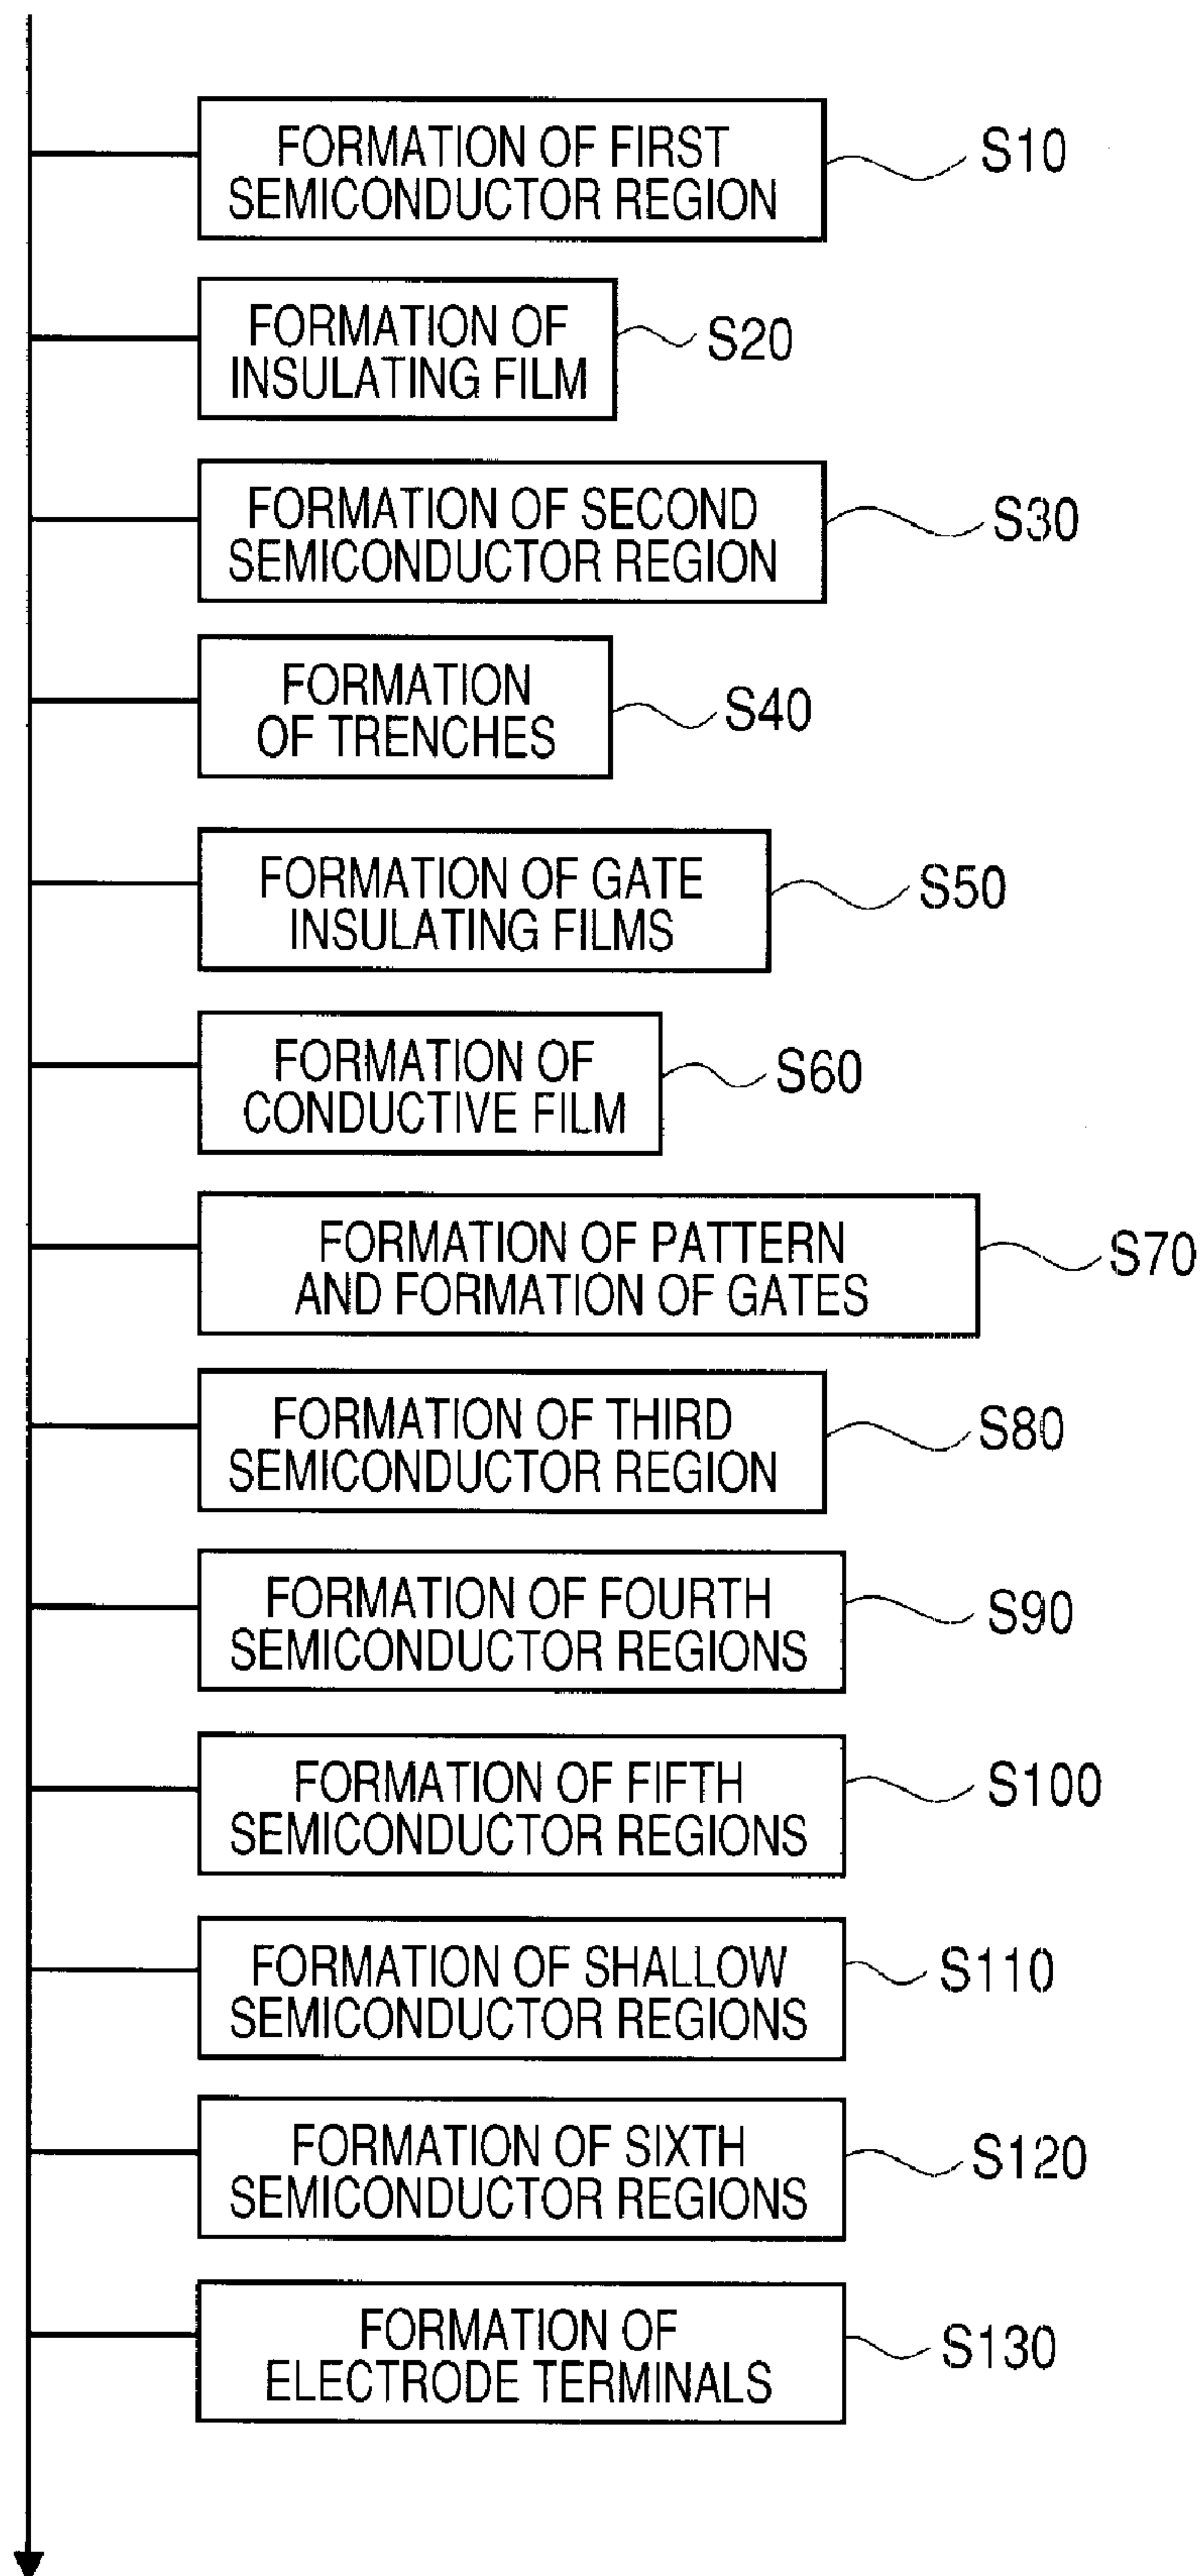 FORMATION OF FIRST
SEMICONDUCTOR REGION
S10
FORMATION OF
INSULATING FILM
S20
FORMATION OF SECOND
SEMICONDUCTOR REGION
S30
FORMATION
OF TRENCHES
S40
FORMATION OF GATE
INSULATING FILMS
S50
FORMATION OF
CONDUCTIVE FILM
S60
FORMATION OF PATTERN
AND FORMATION OF GATES
S70
FORMATION OF THIRD
SEMICONDUCTOR REGION
S80
FORMATION OF FOURTH
SEMICONDUCTOR REGIONS
S90
FORMATION OF FIFTH
SEMICONDUCTOR REGIONS
S100
FORMATION OF SHALLOW
SEMICONDUCTOR REGIONS
S110
FORMATION OF SIXTH
SEMICONDUCTOR REGIONS
S120
FORMATION OF
ELECTRODE TERMINALS
S130